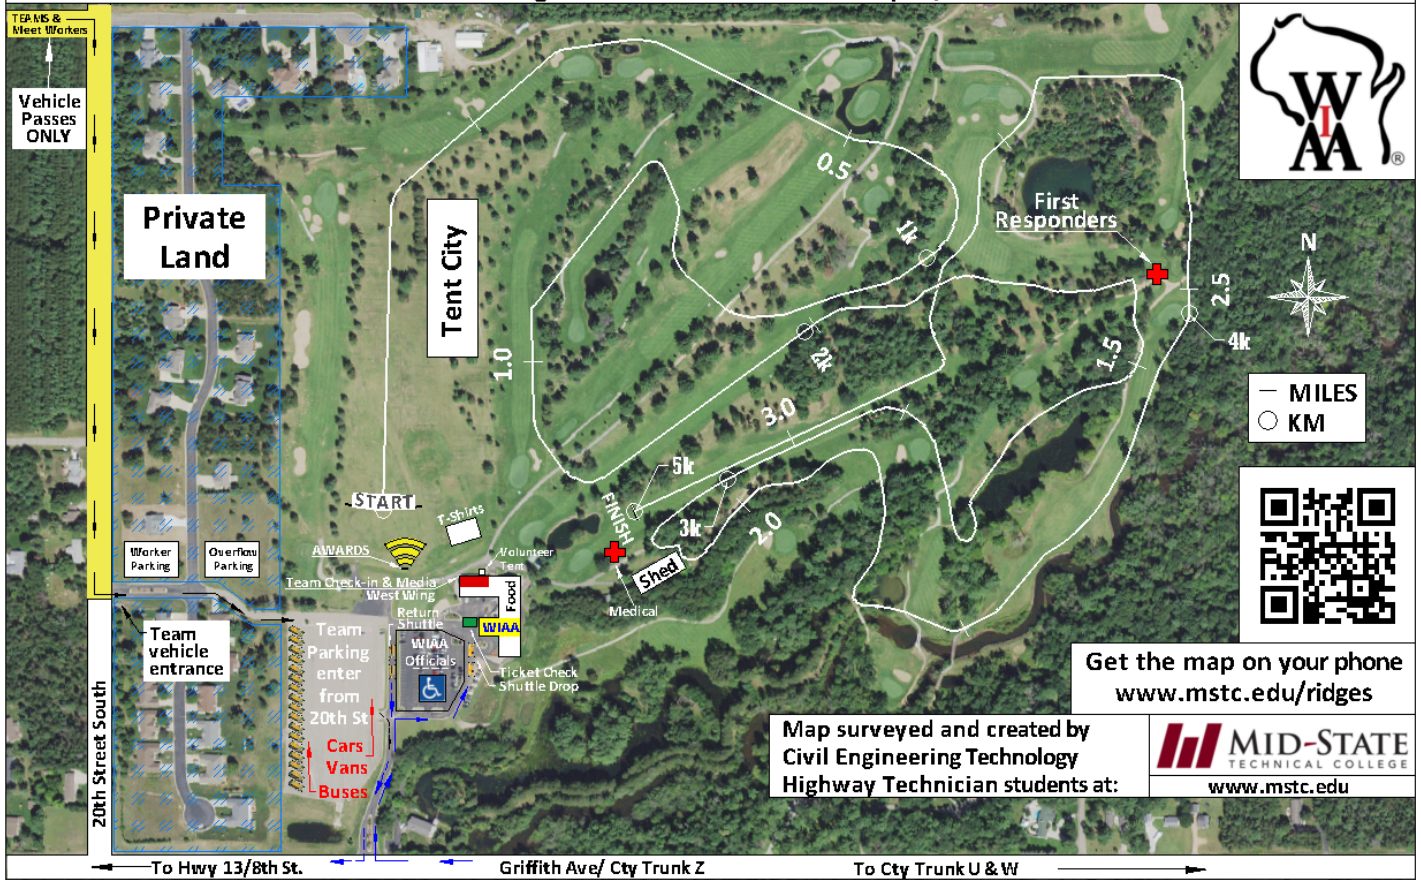 TEAMS &
Meet Workers
Vehicle
Passes
ONLY
Private
Land
Tent City
0.5
1k
First
Responders
W
I
AA
®
N
2.5
4k
1.5
1.0
2k
MILES
KM
3.0
5k
START
FINISH
3k
2.0
T-Shirts
AWARDS
Volunteer
Tent
Worker
Parking
Overflow
Parking
Team Check-in & Media
West Wing
Food
Shed
Medical
Return
Shuttle
WIAA
WIAA
Officials
Team
vehicle
entrance
Team
Parking
enter
from
20th St
Ticket Check
Shuttle Drop
Cars
Vans
Buses
20th Street South
Get the map on your phone
www.mstc.edu/ridges
Map surveyed and created by
Civil Engineering Technology
Highway Technician students at:
MID-STATE
TECHNICAL COLLEGE
www.mstc.edu
To Hwy 13/8th St.
Griffith Ave/ Cty Trunk Z
To Cty Trunk U & W